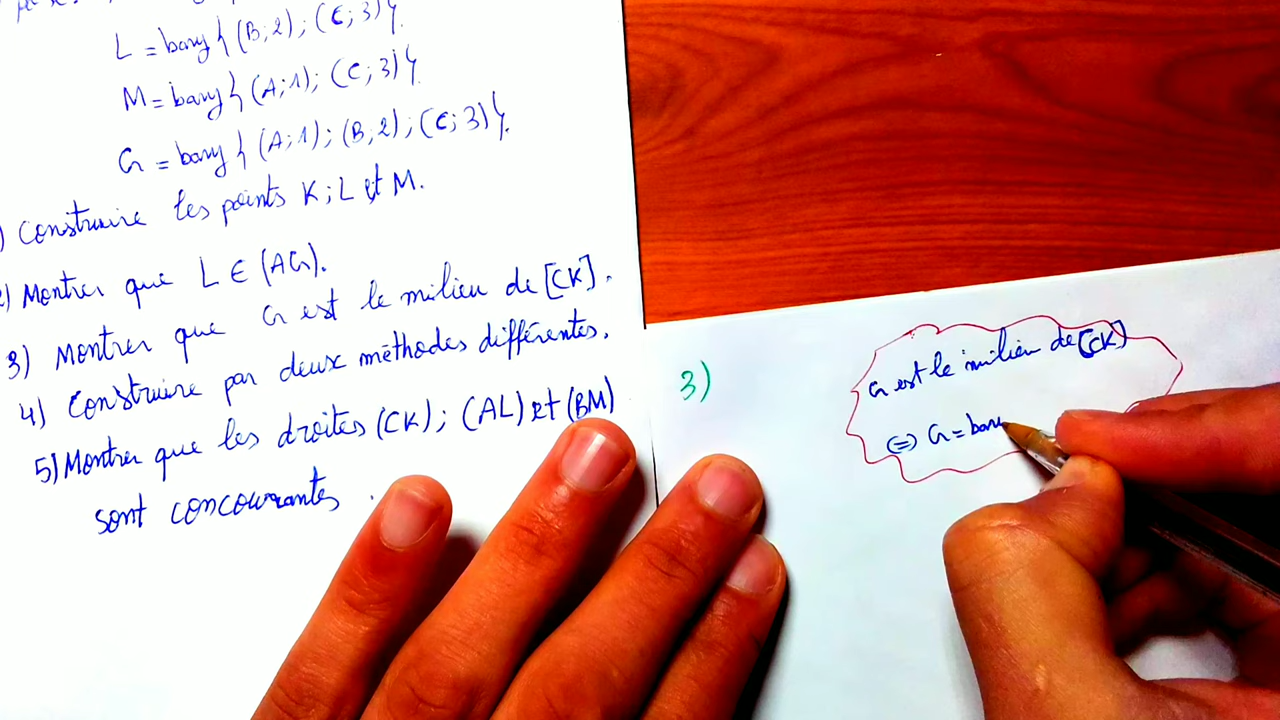 L = bary { (B; 2) ; (C; 3) }.
M = bary { (A; 1) ; (C; 3) }.
G = bary { (A; 1) ; (B, 2) ; (C; 3) }.
) Construire les points K ; L et M.
2) Montrer que L ∈ (AG).
3) Montrer que G est le milieu de [CK].
4) Construire par deux méthodes différentes.
5) Montrer que les droites (CK) ; (AL) et (BM)
sont concourantes.
3)
G est le milieu de [CK]
⇔ G = bary